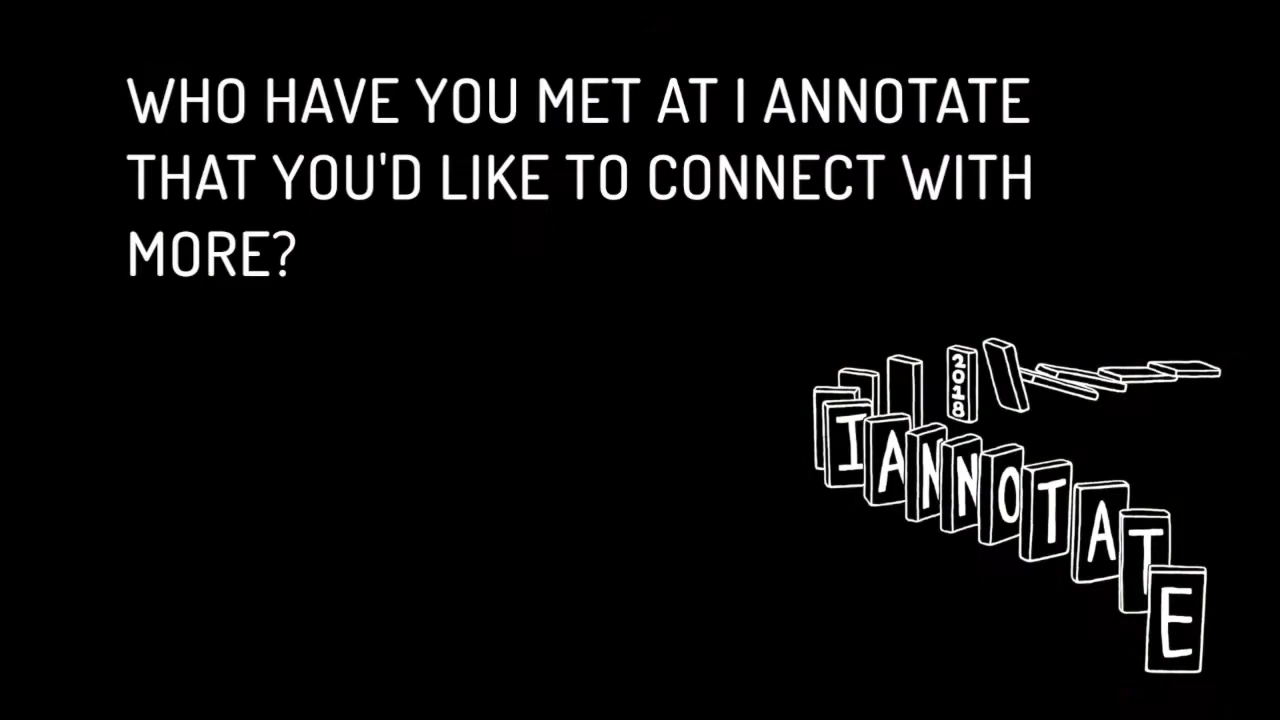 WHO HAVE YOU MET AT I ANNOTATE
THAT YOU'D LIKE TO CONNECT WITH
MORE?
2018
IANNOTATE